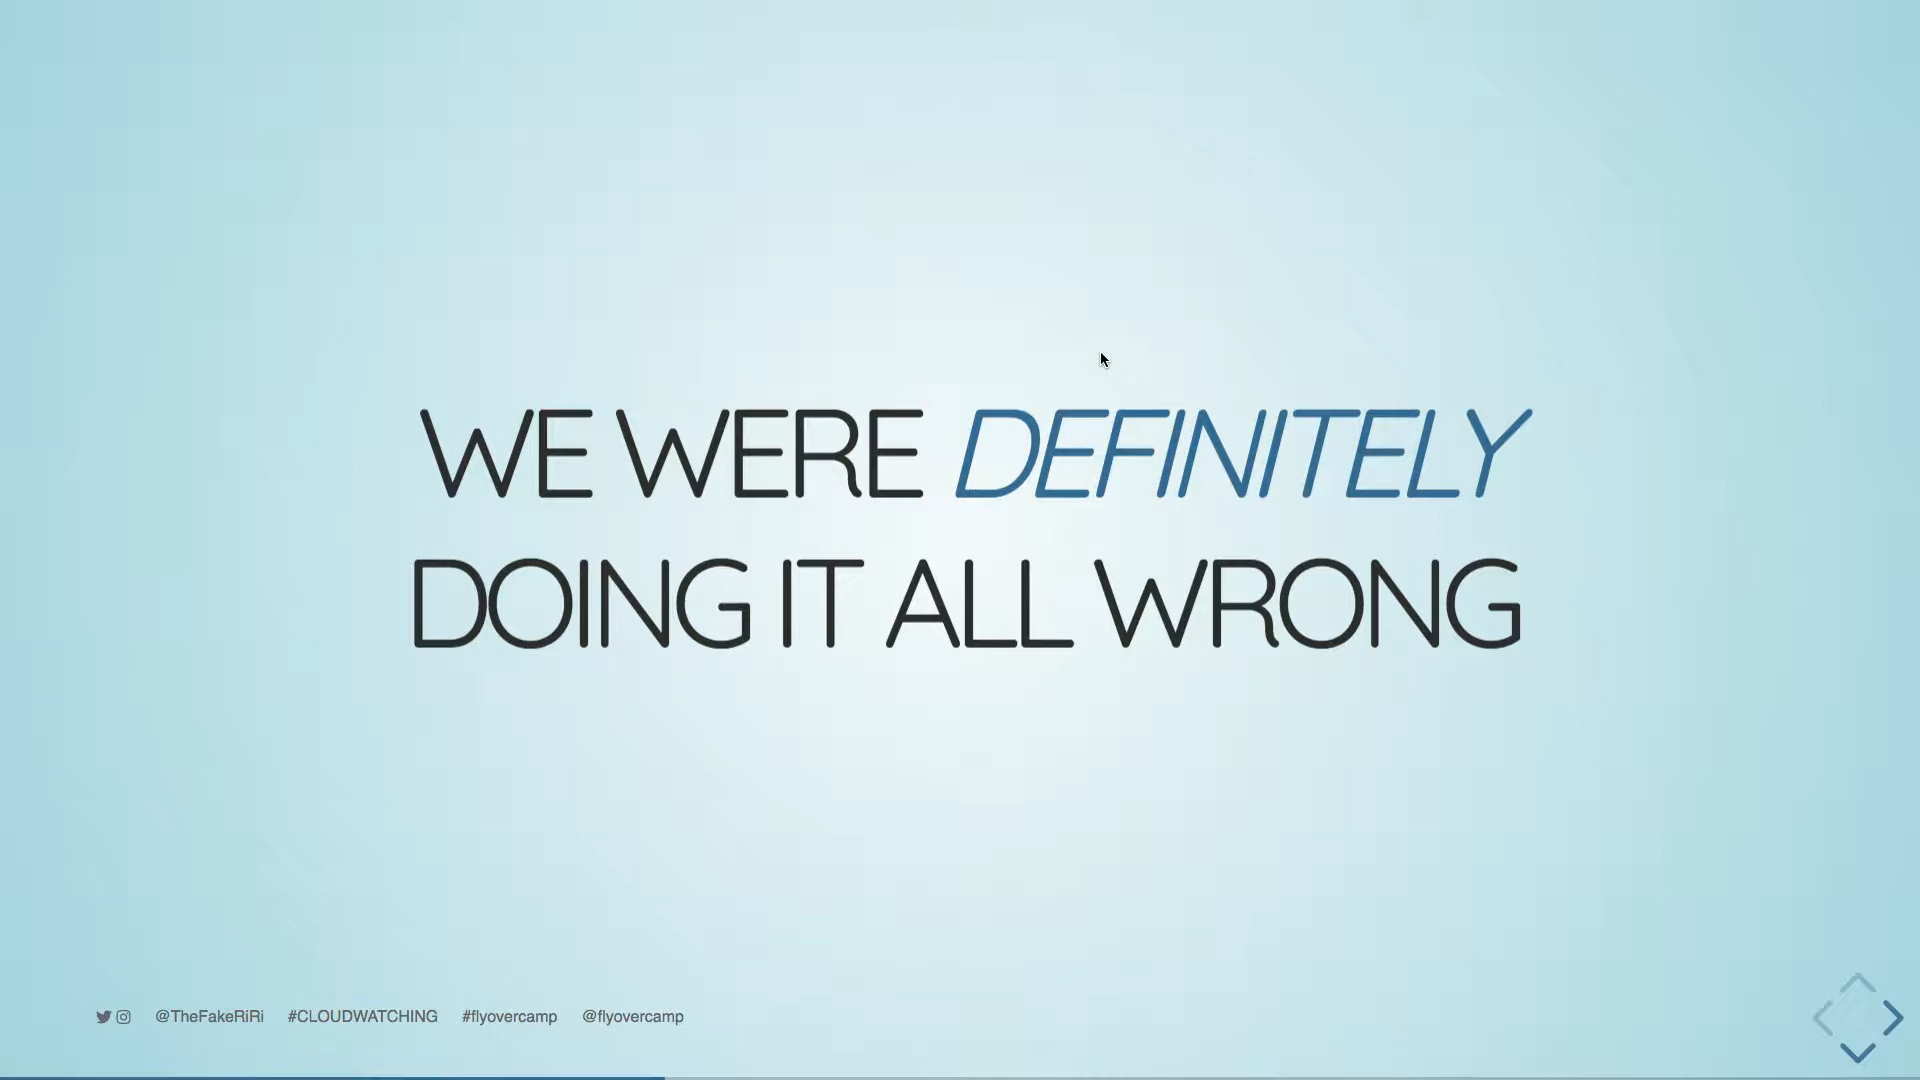 WE WERE DEFINITELY
DOING IT ALL WRONG
@TheFakeRiRi #CLOUDWATCHING #flyovercamp @flyovercamp